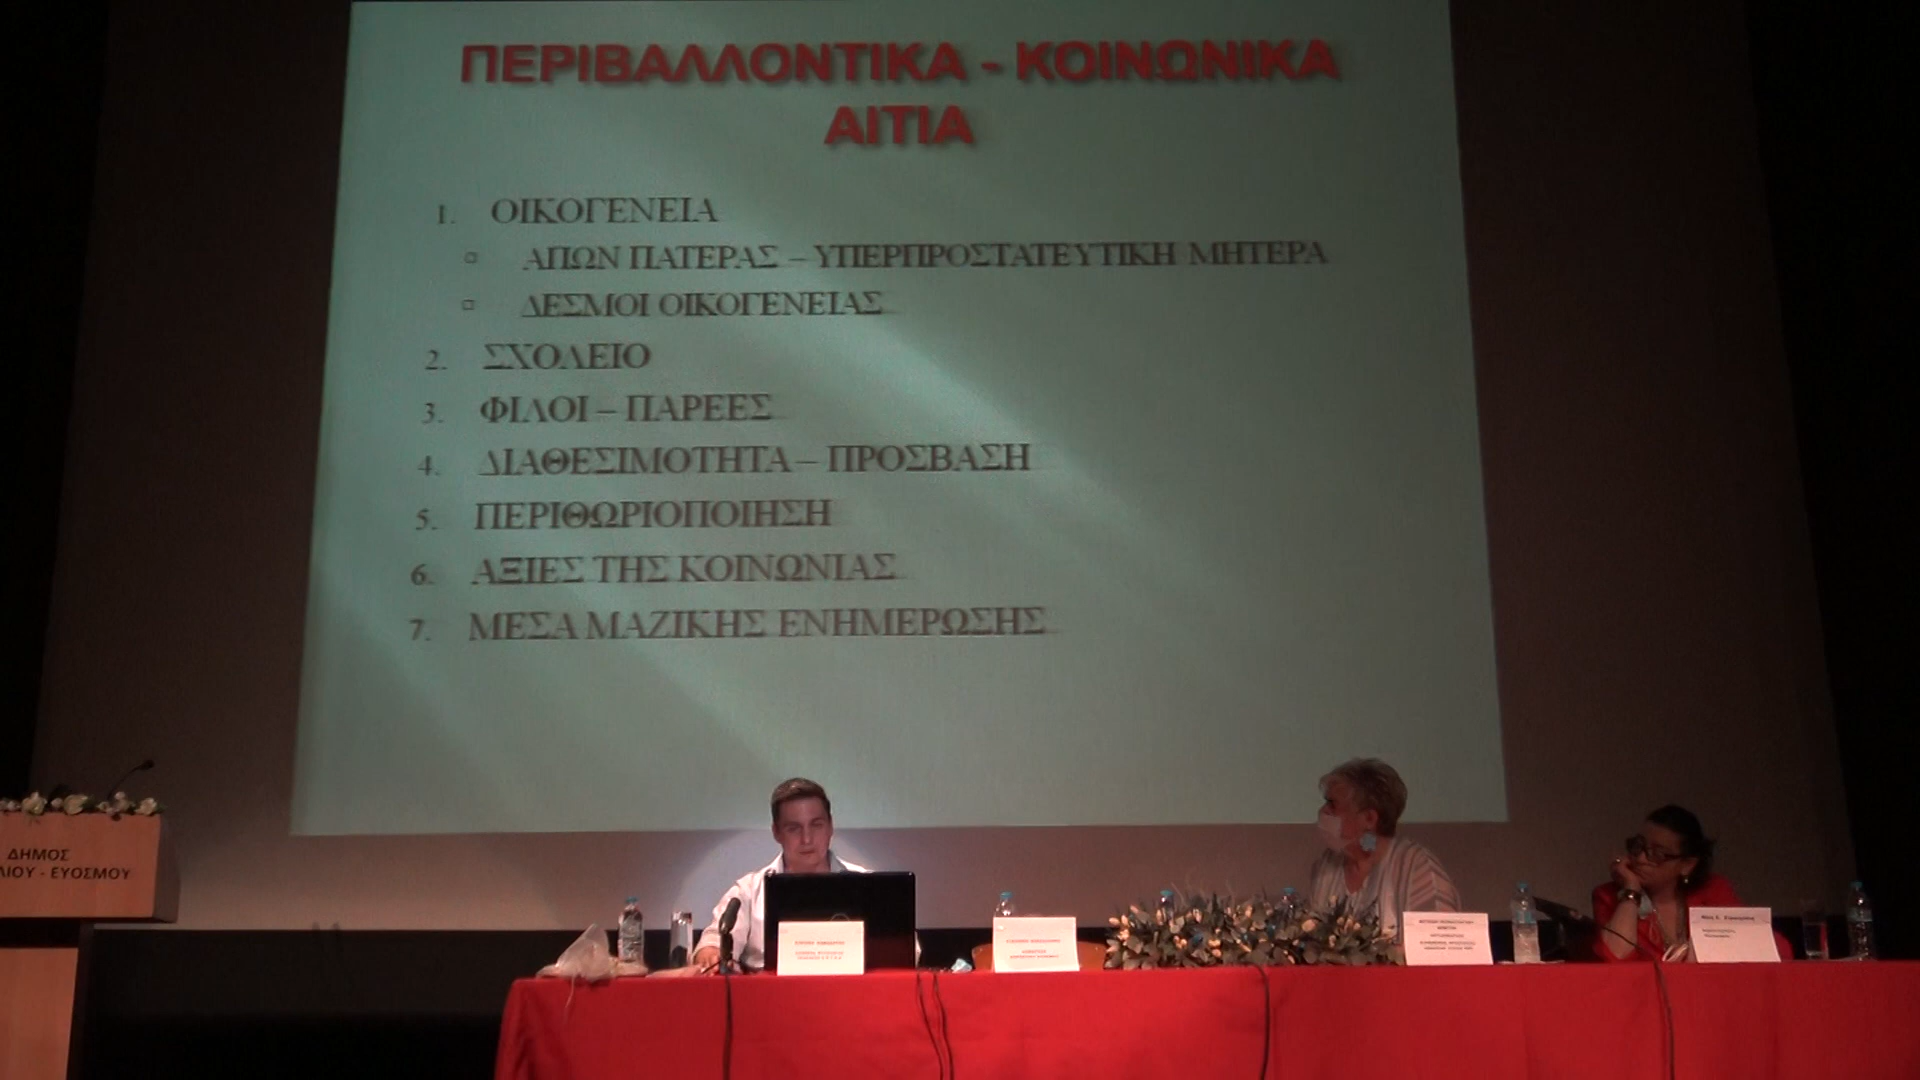 ΠΕΡΙΒΑΛΛΟΝΤΙΚΑ - ΚΟΙΝΩΝΙΚΑ
ΑΙΤΙΑ
1. ΟΙΚΟΓΕΝΕΙΑ
▫ ΑΠΩΝ ΠΑΤΕΡΑΣ – ΥΠΕΡΠΡΟΣΤΑΤΕΥΤΙΚΗ ΜΗΤΕΡΑ
▫ ΔΕΣΜΟΙ ΟΙΚΟΓΕΝΕΙΑΣ
2. ΣΧΟΛΕΙΟ
3. ΦΙΛΟΙ – ΠΑΡΕΕΣ
4. ΔΙΑΘΕΣΙΜΟΤΗΤΑ – ΠΡΟΣΒΑΣΗ
5. ΠΕΡΙΘΩΡΙΟΠΟΙΗΣΗ
6. ΑΞΙΕΣ ΤΗΣ ΚΟΙΝΩΝΙΑΣ
7. ΜΕΣΑ ΜΑΖΙΚΗΣ ΕΝΗΜΕΡΩΣΗΣ
ΔΗΜΟΣ
ΛΙΟΥ - ΕΥΟΣΜΟΥ